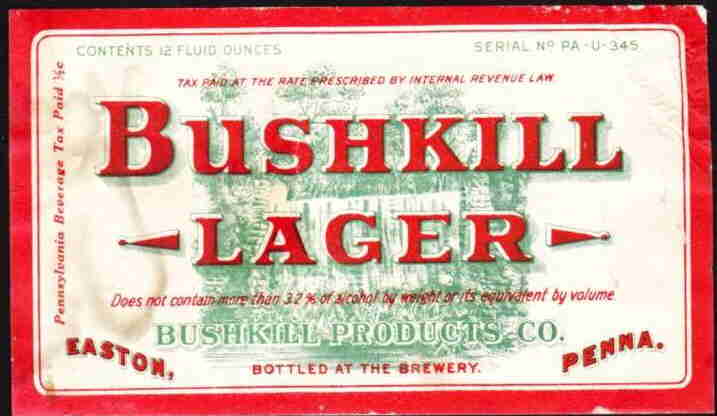 CONTENTS 12 FLUID OUNCES
SERIAL Nº PA-U-345
TAX PAID AT THE RATE PRESCRIBED BY INTERNAL REVENUE LAW
Pennsylvania Beverage Tax Paid ½c
BUSHKILL
LAGER
Does not contain more than 3.2 % of alcohol by weight or its equivalent by volume
BUSHKILL PRODUCTS CO.
EASTON,
PENNA.
BOTTLED AT THE BREWERY.